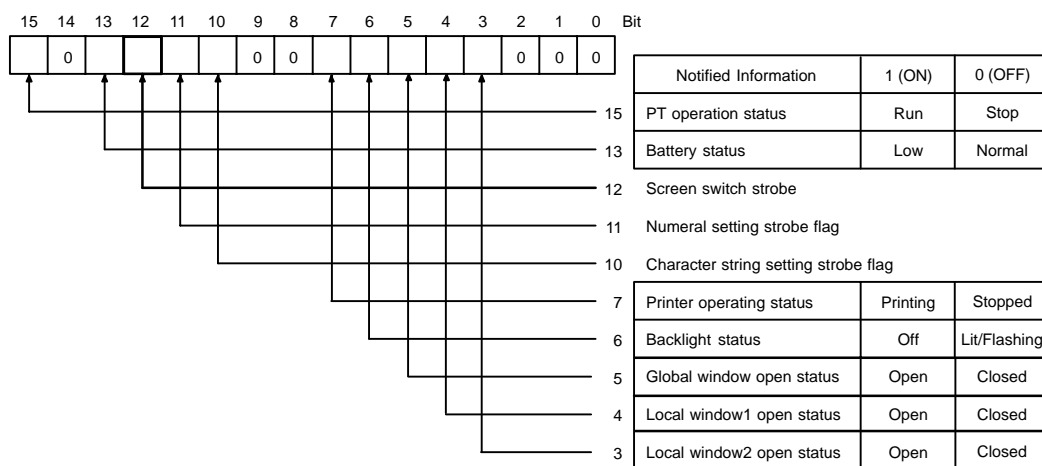 15 14 13 12 11 10 9 8 7 6 5 4 3 2 1 0 Bit
0 0 0 0 0 0
Notified Information 1 (ON) 0 (OFF)
15 PT operation status Run Stop
13 Battery status Low Normal
12 Screen switch strobe
11 Numeral setting strobe flag
10 Character string setting strobe flag
7 Printer operating status Printing Stopped
6 Backlight status Off Lit/Flashing
5 Global window open status Open Closed
4 Local window1 open status Open Closed
3 Local window2 open status Open Closed